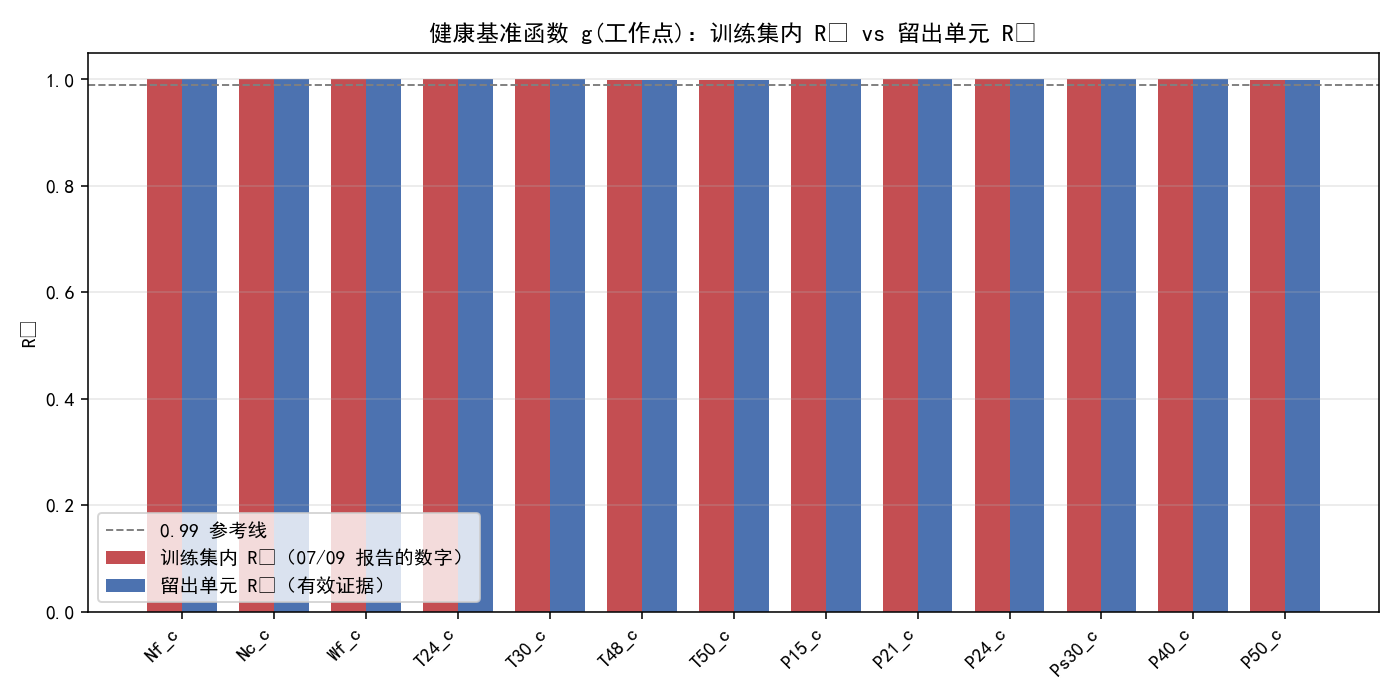 健康基准函数 g(工作点): 训练集内 R□ vs 留出单元 R□
R□
1.0
0.8
0.6
0.4
0.2
0.0
0.99 参考线
训练集内 R□（07/09 报告的数字）
留出单元 R□（有效证据）
Nf_c
Nc_c
Wf_c
T24_c
T30_c
T48_c
T50_c
P15_c
P21_c
P24_c
Ps30_c
P40_c
P50_c